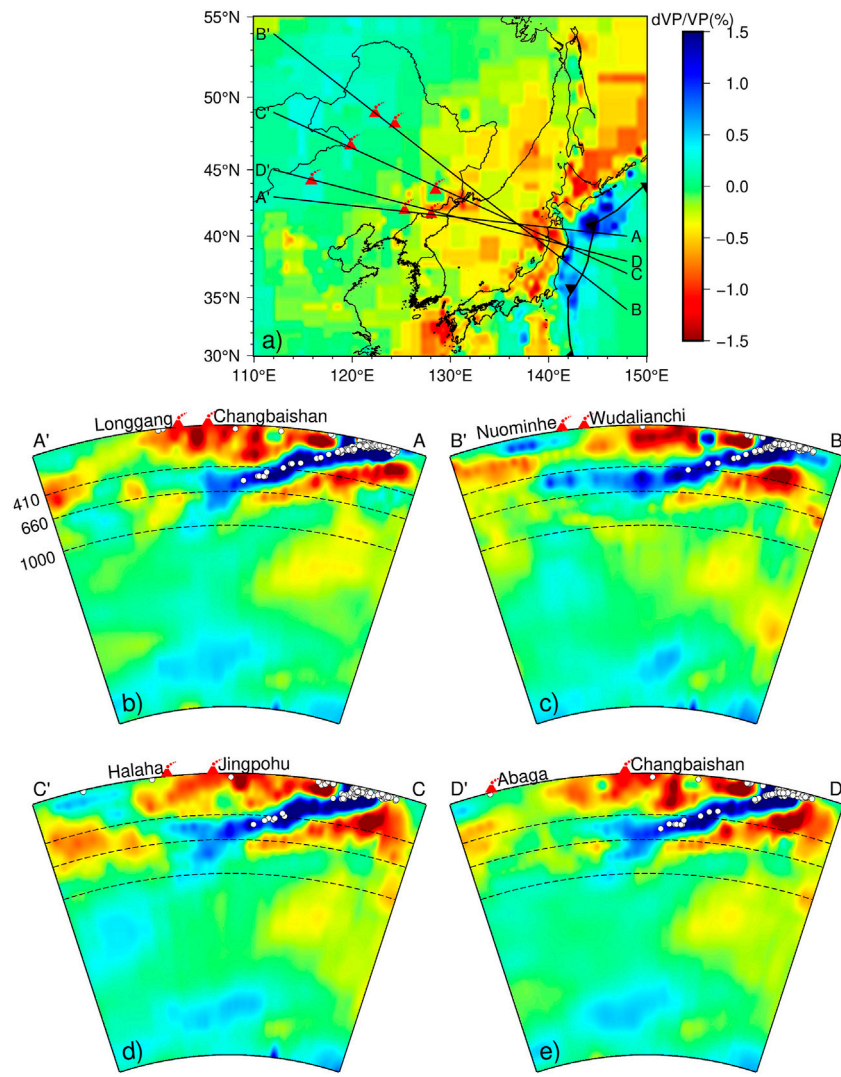 dVP/VP(%)
55°N
B'
1.5
1.0
50°N
C'
0.5
45°N
D'
0.0
A'
A
40°N
D
−0.5
C
35°N
B
−1.0
a)
30°N
−1.5
110°E 120°E 130°E 140°E 150°E
Longgang Changbaishan
A' A
410
660
1000
b)
Nuominhe Wudalianchi
B' B
c)
Halaha Jingpohu
C' C
d)
Abaga Changbaishan
D' D
e)